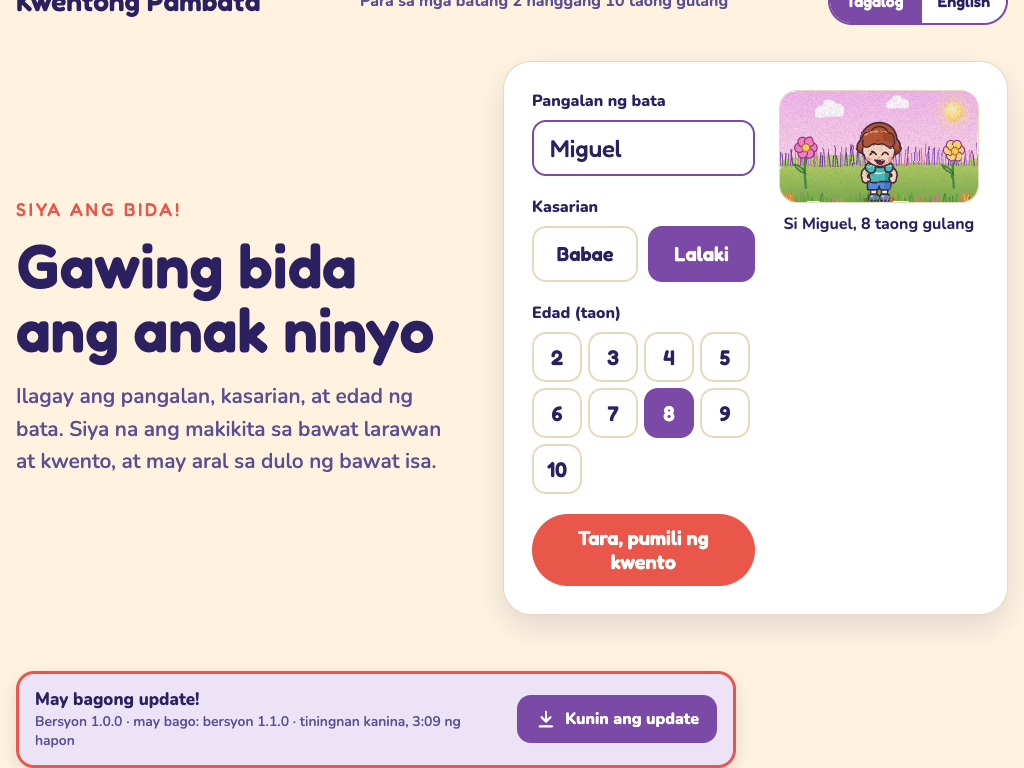 Kwentong Pambata
Para sa mga batang 2 hanggang 10 taong gulang
Tagalog
English
SIYA ANG BIDA!
Gawing bida
ang anak ninyo
Ilagay ang pangalan, kasarian, at edad ng
bata. Siya na ang makikita sa bawat larawan
at kwento, at may aral sa dulo ng bawat isa.
Pangalan ng bata
Miguel
Kasarian
Babae
Lalaki
Edad (taon)
2
3
4
5
6
7
8
9
10
Tara, pumili ng
kwento
Si Miguel, 8 taong gulang
May bagong update!
Bersyon 1.0.0 · may bago: bersyon 1.1.0 · tiningnan kanina, 3:09 ng
hapon
Kunin ang update